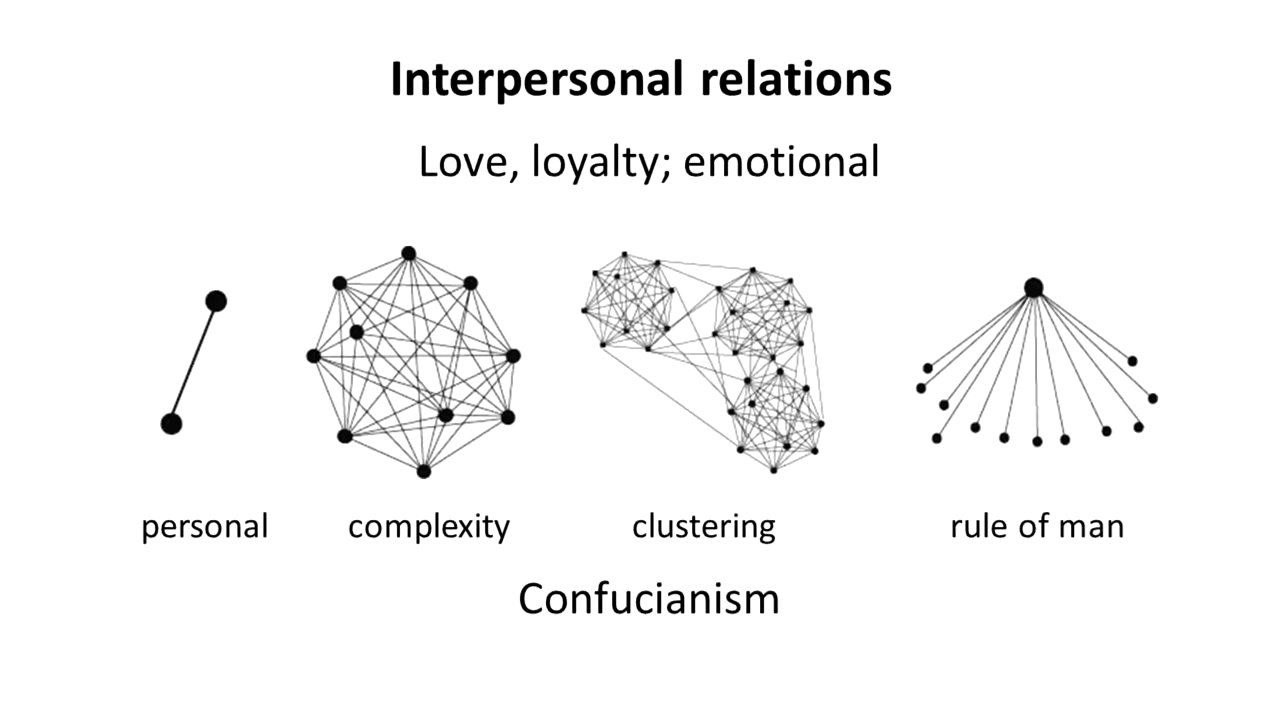 Interpersonal relations
Love, loyalty; emotional
personal
complexity
clustering
rule of man
Confucianism